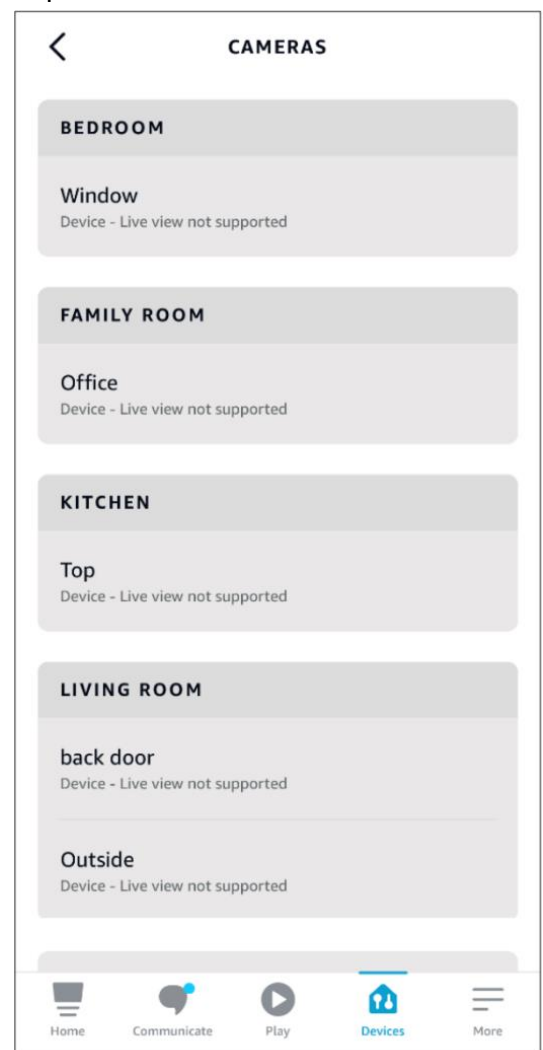 CAMERAS
BEDROOM
Window
Device - Live view not supported
FAMILY ROOM
Office
Device - Live view not supported
KITCHEN
Top
Device - Live view not supported
LIVING ROOM
back door
Device - Live view not supported
Outside
Device - Live view not supported
Home Communicate Play Devices More